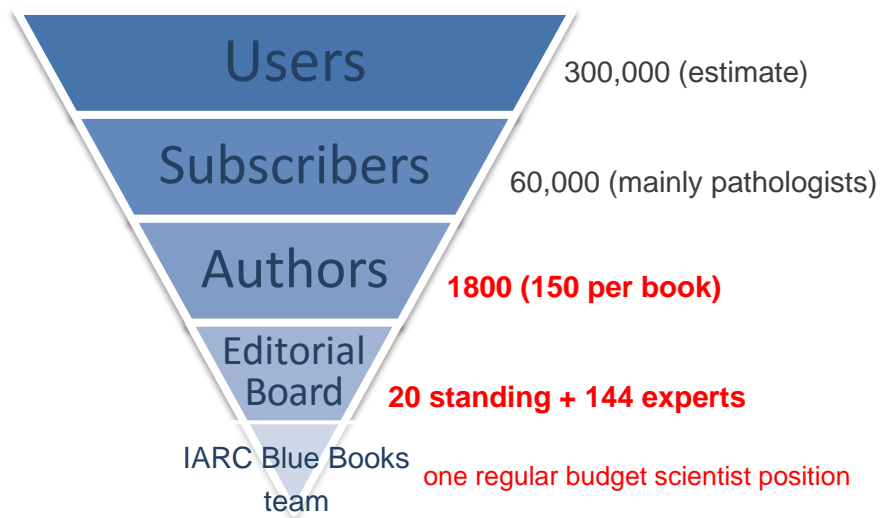 Users
300,000 (estimate)
Subscribers
60,000 (mainly pathologists)
Authors
1800 (150 per book)
Editorial
Board
20 standing + 144 experts
IARC Blue Books
team
one regular budget scientist position